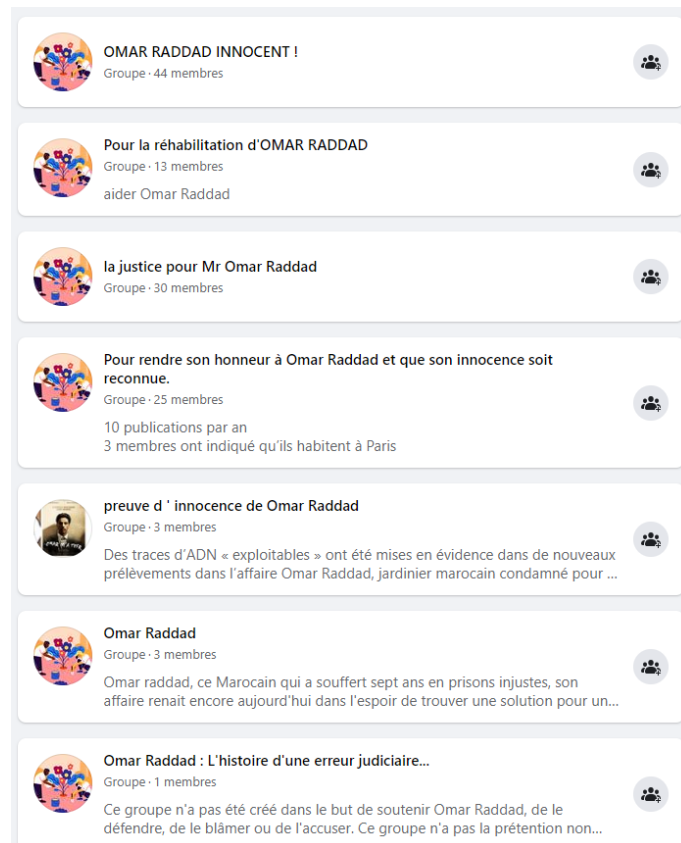 OMAR RADDAD INNOCENT !
Groupe · 44 membres
Pour la réhabilitation d'OMAR RADDAD
Groupe · 13 membres
aider Omar Raddad
la justice pour Mr Omar Raddad
Groupe · 30 membres
Pour rendre son honneur à Omar Raddad et que son innocence soit
reconnue.
Groupe · 25 membres
10 publications par an
3 membres ont indiqué qu'ils habitent à Paris
preuve d ' innocence de Omar Raddad
Groupe · 3 membres
Des traces d'ADN « exploitables » ont été mises en évidence dans de nouveaux
prélèvements dans l'affaire Omar Raddad, jardinier marocain condamné pour ...
Omar Raddad
Groupe · 3 membres
Omar raddad, ce Marocain qui a souffert sept ans en prisons injustes, son
affaire renait encore aujourd'hui dans l'espoir de trouver une solution pour un...
Omar Raddad : L'histoire d'une erreur judiciaire...
Groupe · 1 membres
Ce groupe n'a pas été créé dans le but de soutenir Omar Raddad, de le
défendre, de le blâmer ou de l'accuser. Ce groupe n'a pas la prétention non...